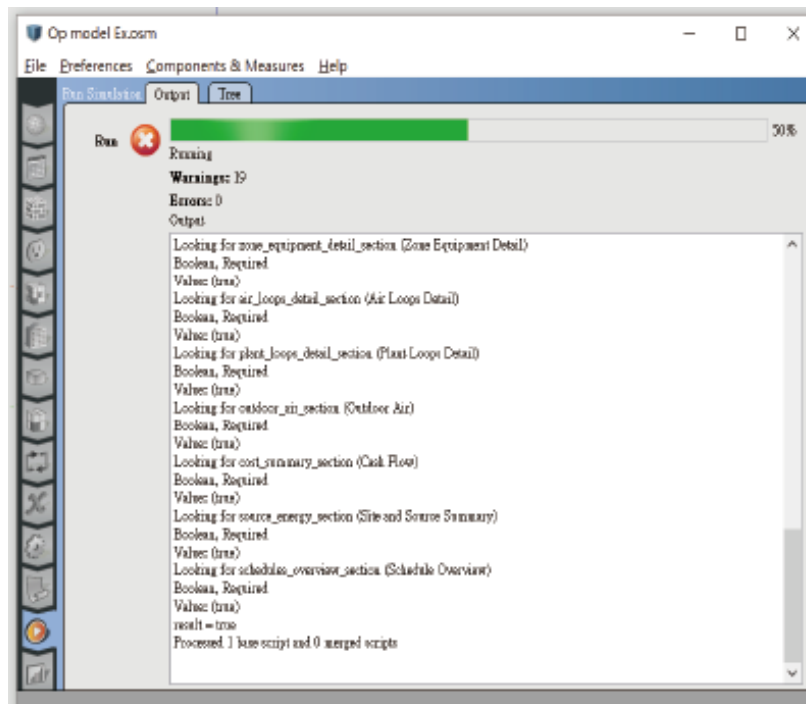 Op model Ex.osm
File Preferences Components & Measures Help
Run Simulation Output Tree
Run
50%
Running
Warnings: 19
Errors: 0
Output
Looking for zone_equipment_detail_section (Zone Equipment Detail)
Boolean, Required
Value: (true)
Looking for air_loops_detail_section (Air Loops Detail)
Boolean, Required
Value: (true)
Looking for plant_loops_detail_section (Plant Loops Detail)
Boolean, Required
Value: (true)
Looking for outdoor_air_section (Outdoor Air)
Boolean, Required
Value: (true)
Looking for cost_summary_section (Cash Flow)
Boolean, Required
Value: (true)
Looking for source_energy_section (Site and Source Summary)
Boolean, Required
Value: (true)
Looking for schedules_overview_section (Schedule Overview)
Boolean, Required
Value: (true)
result = true
Processed 1 base script and 0 merged scripts